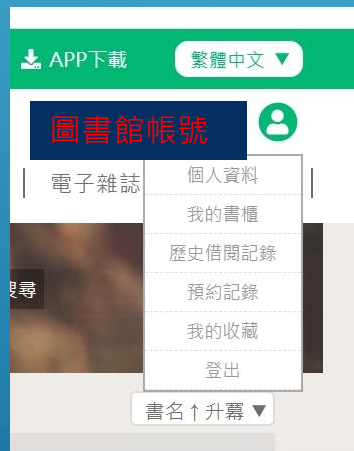 APP下載
繁體中文 ▼
圖書館帳號
電子雜誌
個人資料
我的書櫃
歷史借閱記錄
預約記錄
我的收藏
登出
搜尋
書名↑升冪 ▼